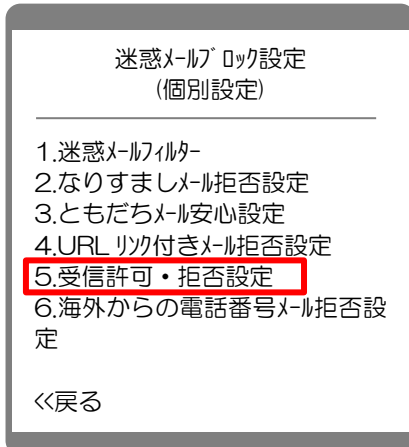 迷惑ﾒｰﾙﾌﾞﾛｯｸ設定
(個別設定)
1.迷惑ﾒｰﾙﾌｨﾙﾀｰ
2.なりすましﾒｰﾙ拒否設定
3.ともだちﾒｰﾙ安心設定
4.URL ﾘﾝｸ付きﾒｰﾙ拒否設定
5.受信許可・拒否設定
6.海外からの電話番号ﾒｰﾙ拒否設
定
≪戻る